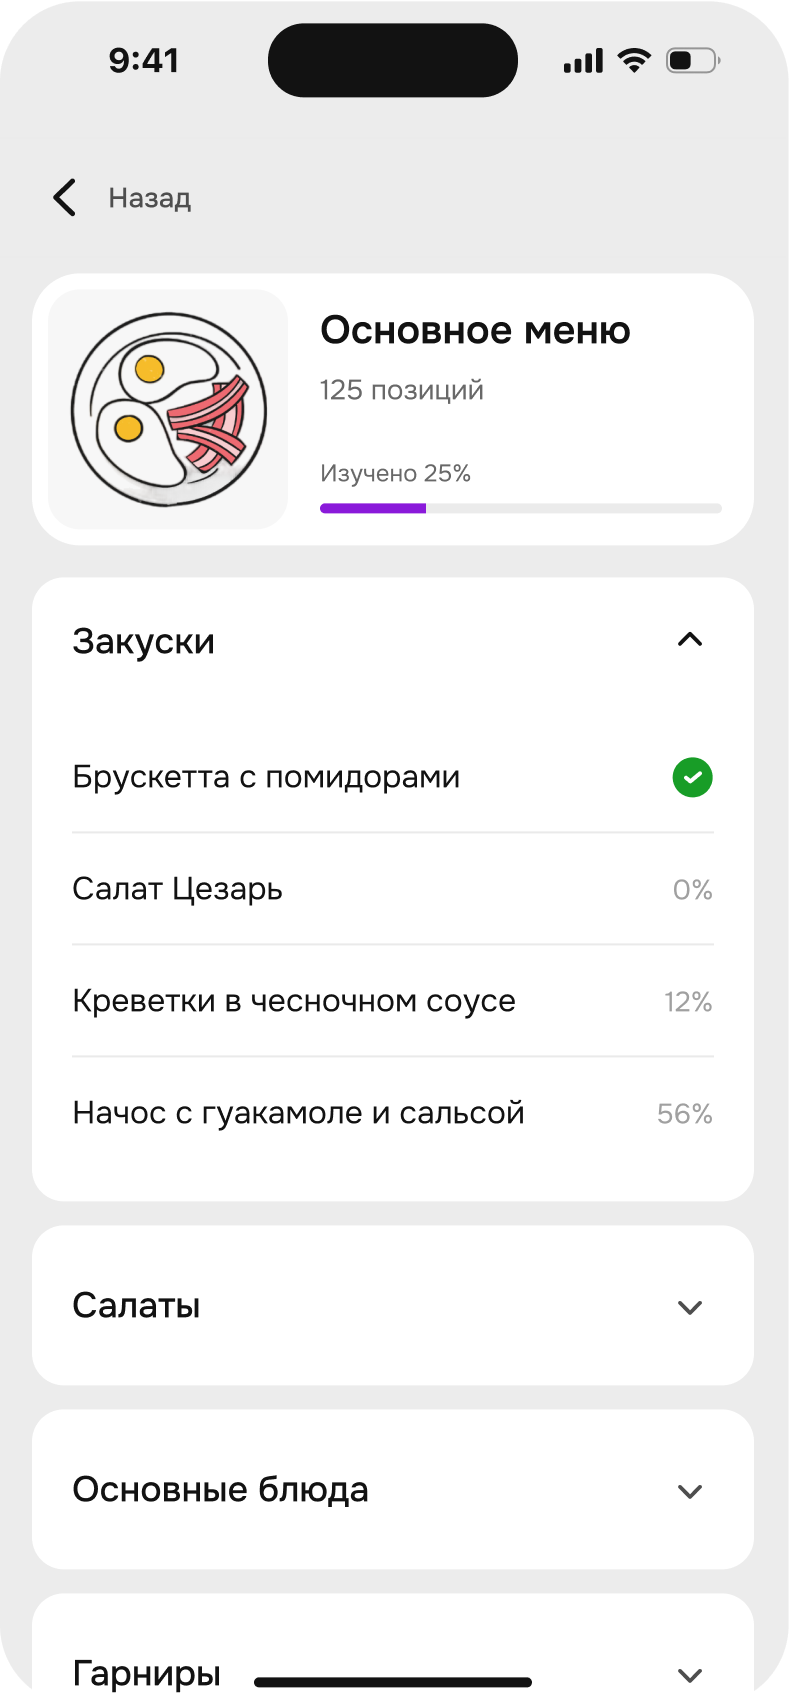 9:41
Назад
Основное меню
125 позиций
Изучено 25%
Закуски
Брускетта с помидорами
Салат Цезарь 0%
Креветки в чесночном соусе 12%
Начос с гуакамоле и сальсой 56%
Салаты
Основные блюда
Гарниры